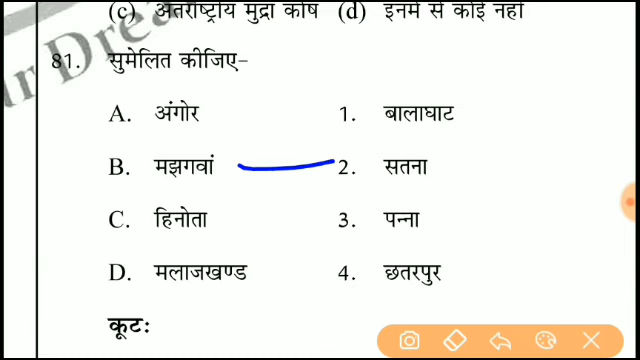 (c) अंतर्राष्ट्रीय मुद्रा कोष (d) इनमें से कोई नहीं
81. सुमेलित कीजिए–
A. अंगोर 1. बालाघाट
B. मझगवां 2. सतना
C. हिनोता 3. पन्ना
D. मलाजखण्ड 4. छतरपुर
कूटः